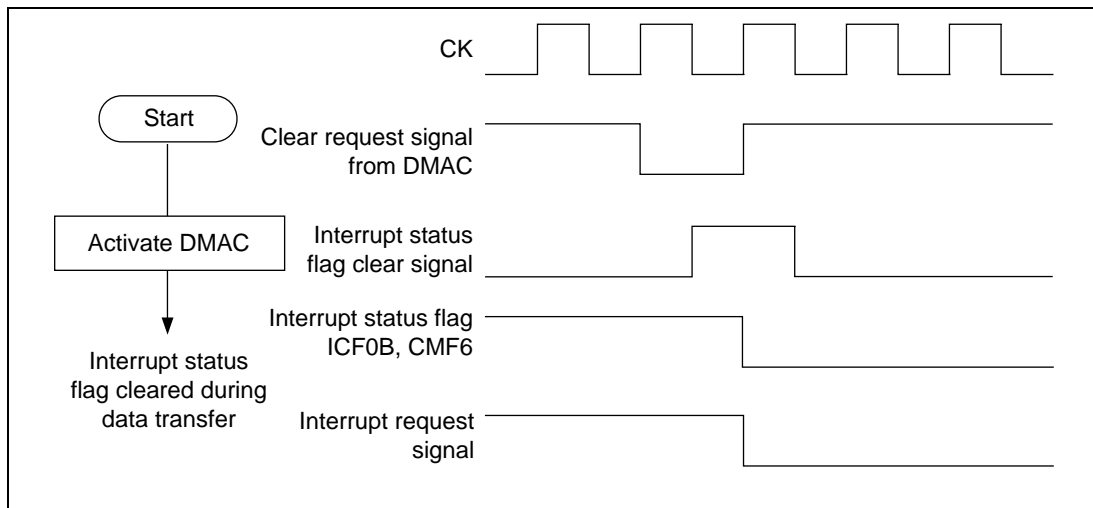 CK
Start
Clear request signal
from DMAC
Activate DMAC
Interrupt status
flag clear signal
Interrupt status flag
ICF0B, CMF6
Interrupt status
flag cleared during
data transfer
Interrupt request
signal